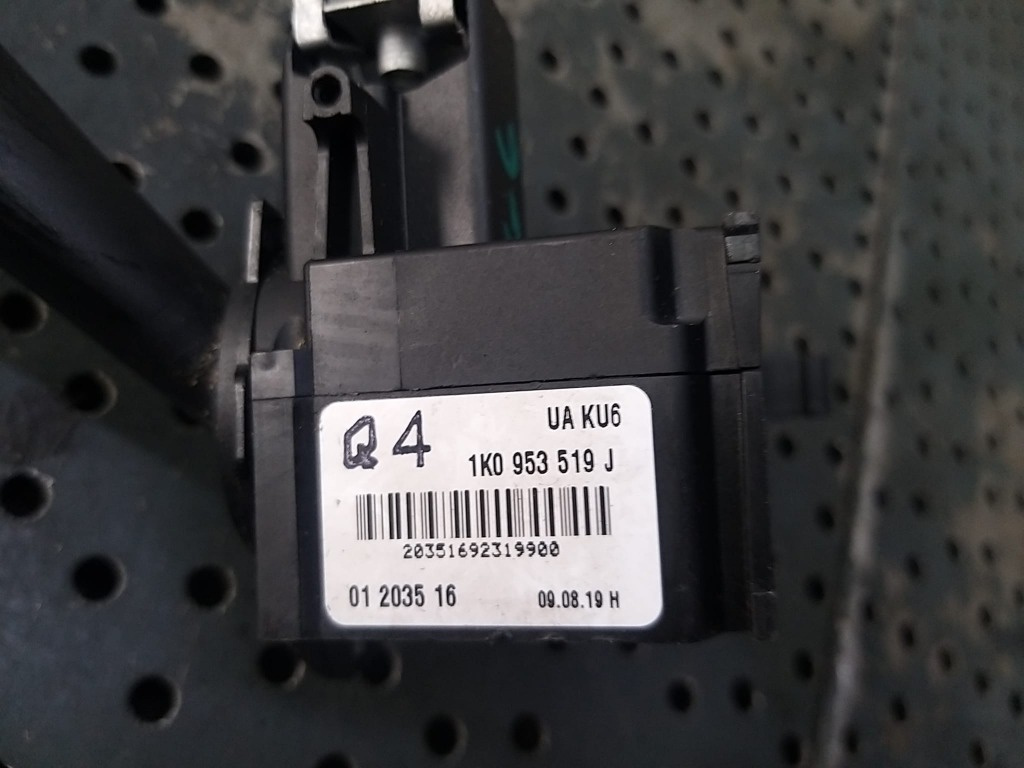 Q4
UA KU6
1K0 953 519 J
20351692319900
01 2035 16
09.08.19 H